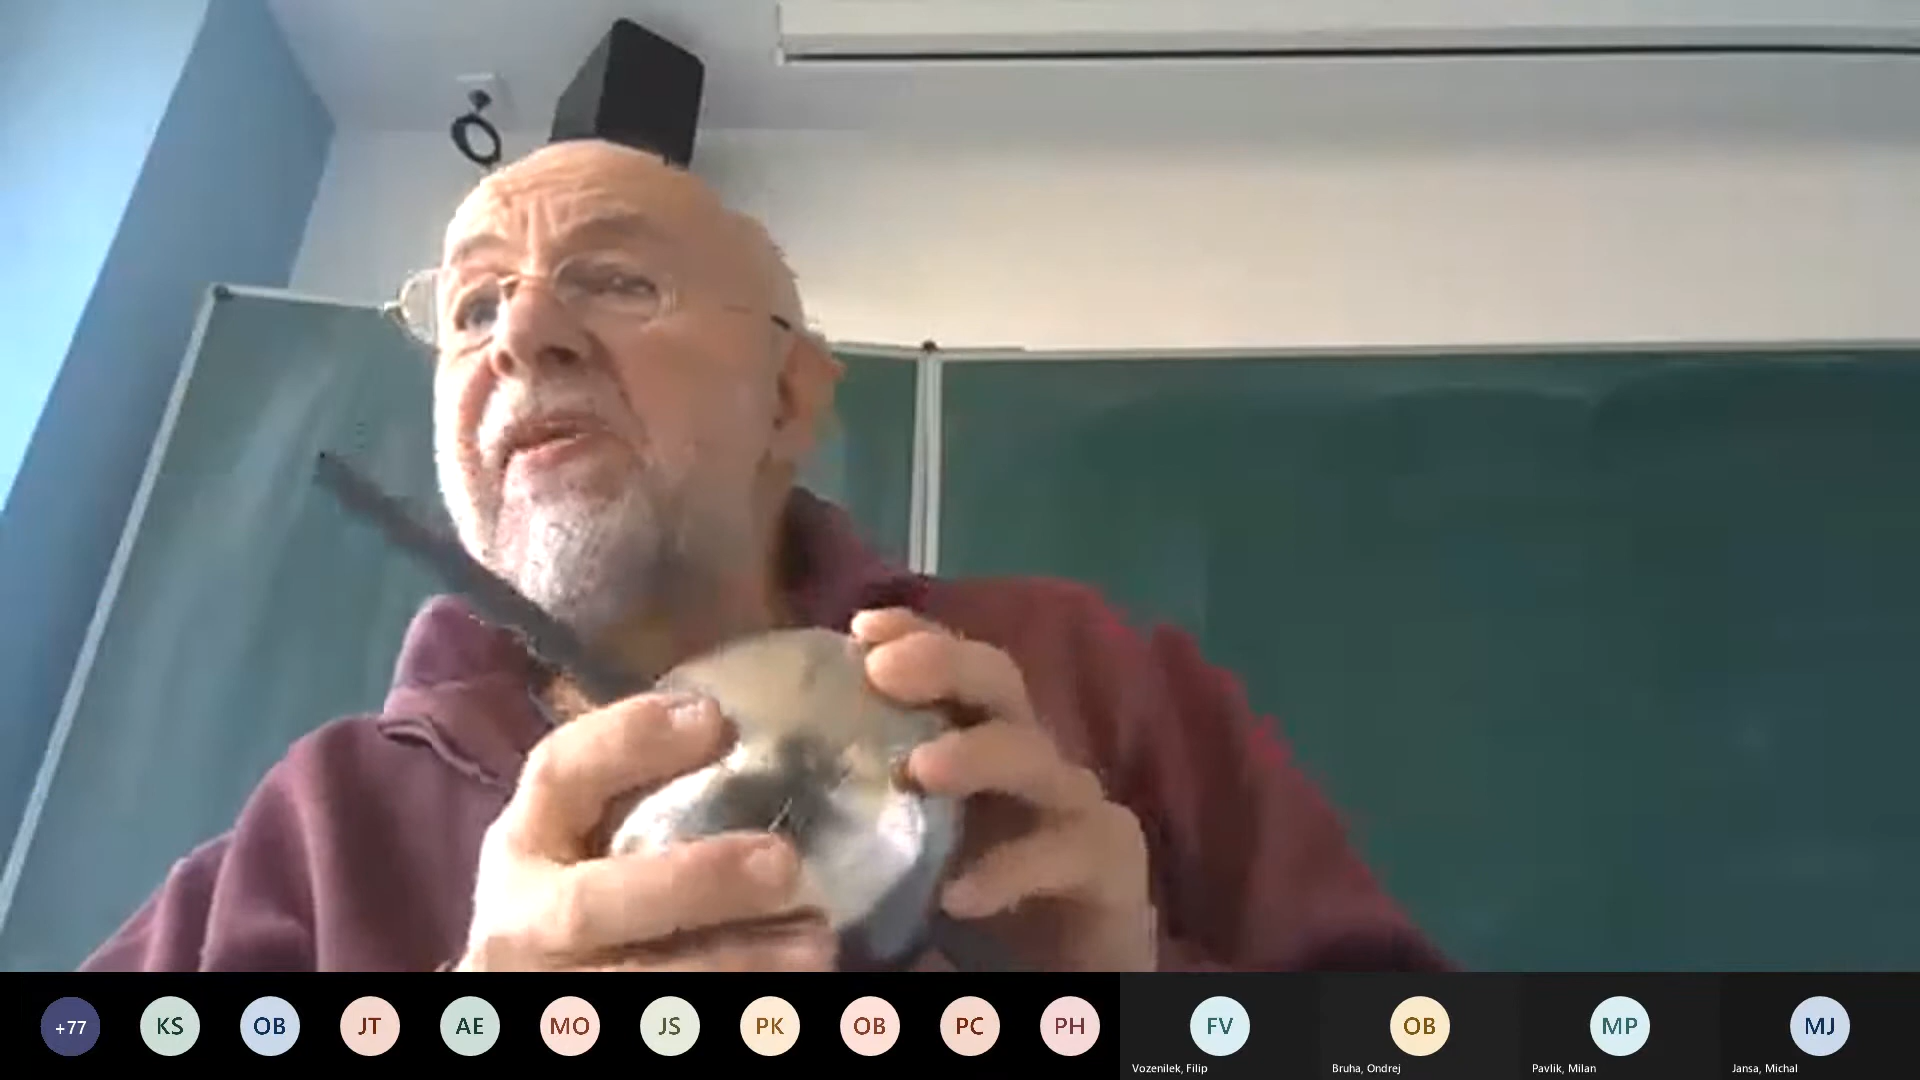 +77
KS
OB
JT
AE
MO
JS
PK
OB
PC
PH
FV
OB
MP
MJ
Vozenilek, Filip
Bruha, Ondrej
Pavlik, Milan
Jansa, Michal